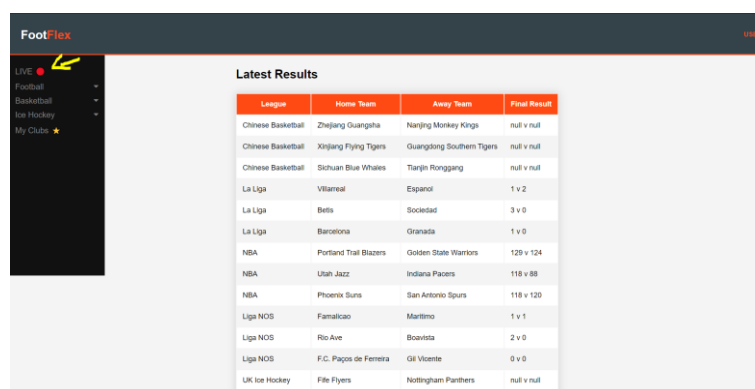 FootFlex
LIVE
Football
Basketball
Ice Hockey
My Clubs
Latest Results
League Home Team Away Team Final Result
Chinese Basketball Zhejiang Guangsha Nanjing Monkey Kings null v null
Chinese Basketball Xinjiang Flying Tigers Guangdong Southern Tigers null v null
Chinese Basketball Sichuan Blue Whales Tianjin Ronggang null v null
La Liga Villarreal Espanol 1 v 2
La Liga Betis Sociedad 3 v 0
La Liga Barcelona Granada 1 v 0
NBA Portland Trail Blazers Golden State Warriors 129 v 124
NBA Utah Jazz Indiana Pacers 118 v 88
NBA Phoenix Suns San Antonio Spurs 118 v 120
Liga NOS Famalicao Maritimo 1 v 1
Liga NOS Rio Ave Boavista 2 v 0
Liga NOS F.C. Paços de Ferreira Gil Vicente 0 v 0
UK Ice Hockey Fife Flyers Nottingham Panthers null v null